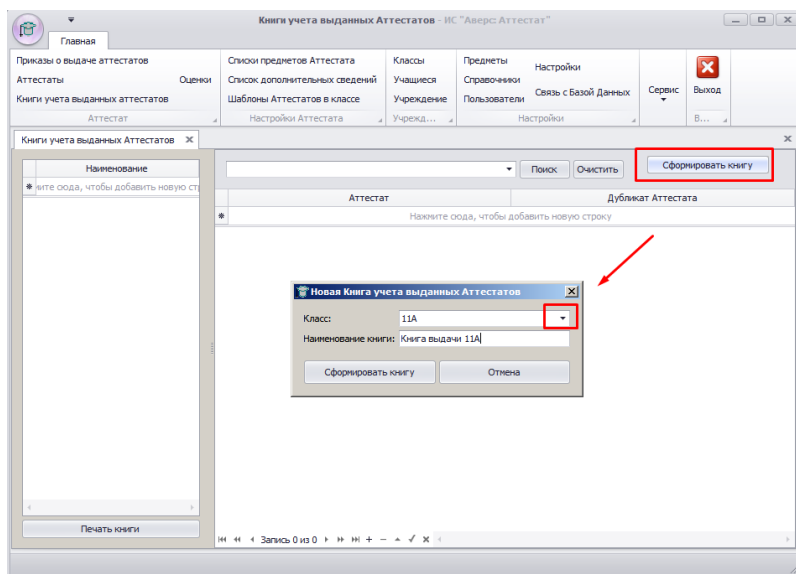 Книги учета выданных Аттестатов - ИС "Аверс: Аттестат"
Главная
Приказы о выдаче аттестатов
Аттестаты Оценки
Книги учета выданных аттестатов
Аттестат
Списки предметов Аттестата
Список дополнительных сведений
Шаблоны Аттестатов в классе
Настройки Аттестата
Классы
Учащиеся
Учреждение
Учрежд...
Предметы
Справочники
Пользователи
Настройки
Связь с Базой Данных
Настройки
Сервис
Выход
В...
Книги учета выданных Аттестатов
Наименование
ите сюда, чтобы добавить новую ст
Поиск
Очистить
Сформировать книгу
Аттестат
Дубликат Аттестата
Нажмите сюда, чтобы добавить новую строку
Новая Книга учета выданных Аттестатов
Класс: 11А
Наименование книги: Книга выдачи 11А
Сформировать книгу
Отмена
Печать книги
Запись 0 из 0